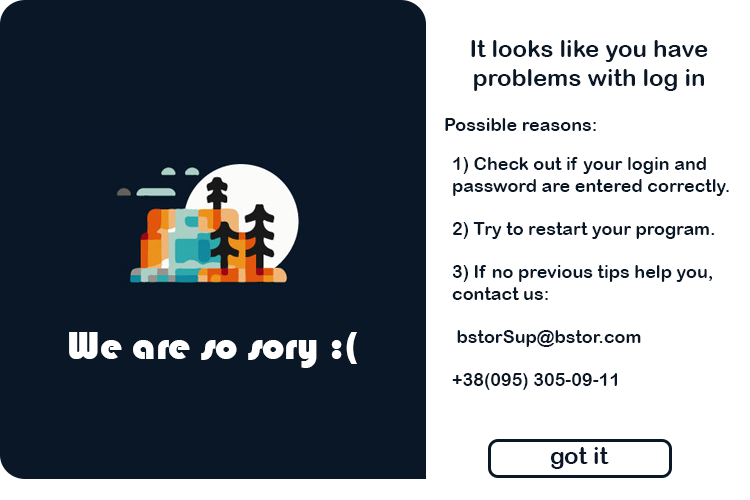 We are so sory :(
It looks like you have
problems with log in
Possible reasons:
1) Check out if your login and
password are entered correctly.
2) Try to restart your program.
3) If no previous tips help you,
contact us:
bstorSup@bstor.com
+38(095) 305-09-11
got it